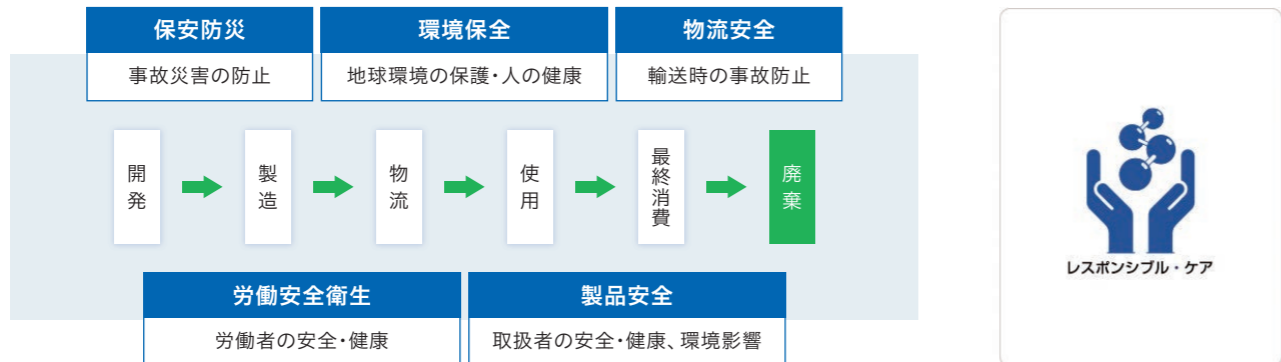 保安防災
環境保全
物流安全
事故災害の防止
地球環境の保護・人の健康
輸送時の事故防止
開発
製造
物流
使用
最終消費
廃棄
労働安全衛生
製品安全
労働者の安全・健康
取扱者の安全・健康、環境影響
レスポンシブル・ケア